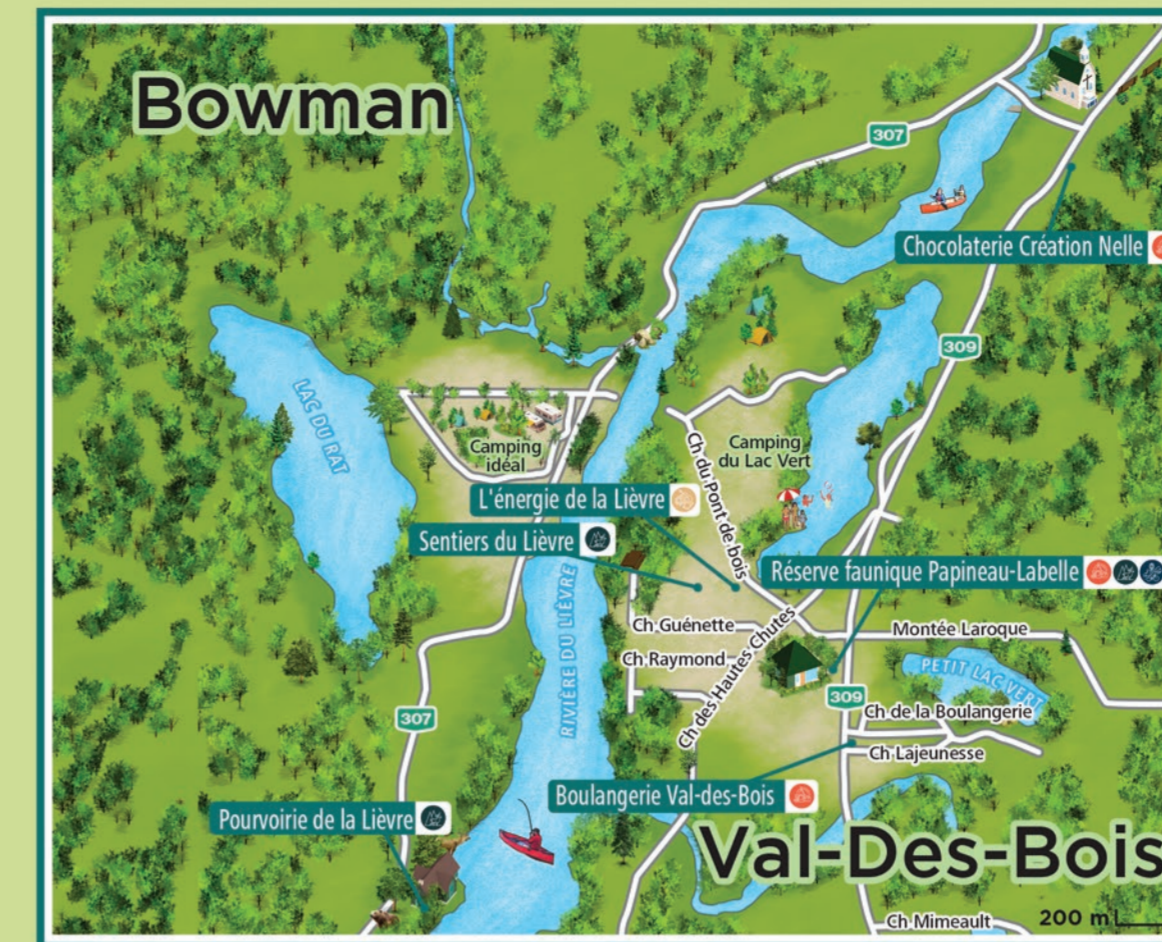 Bowman
307
Chocolaterie Création Nelle
309
LAC DU RAT
Camping
idéal
Ch du Pont de bois
Camping
du Lac Vert
L'énergie de la Lièvre
Sentiers du Lièvre
Réserve faunique Papineau-Labelle
RIVIÈRE DU LIÈVRE
Ch Guénette
Montée Laroque
Ch Raymond
Ch des Hautes Chutes
PETIT LAC VERT
309
307
Ch de la Boulangerie
Ch Lajeunesse
Boulangerie Val-des-Bois
Pourvoirie de la Lièvre
Val-Des-Bois
Ch Mimeault
200 m